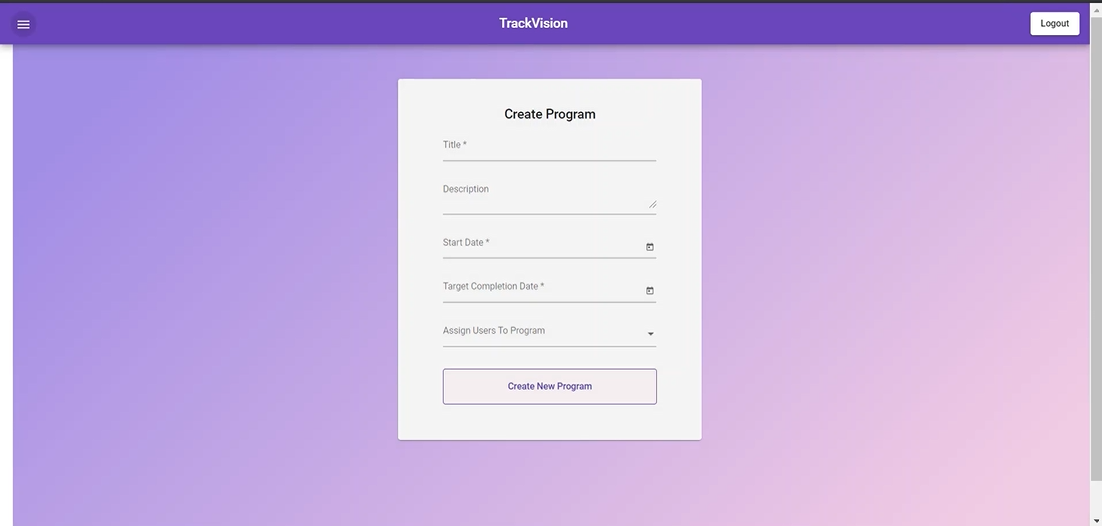 TrackVision
Logout
Create Program
Title *
Description
Start Date *
Target Completion Date *
Assign Users To Program
Create New Program